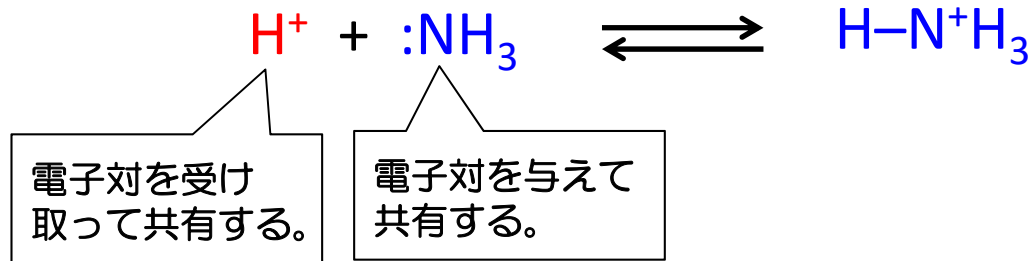 H⁺ + :NH₃ ⇌ H–N⁺H₃
電子対を受け
取って共有する。
電子対を与えて
共有する。